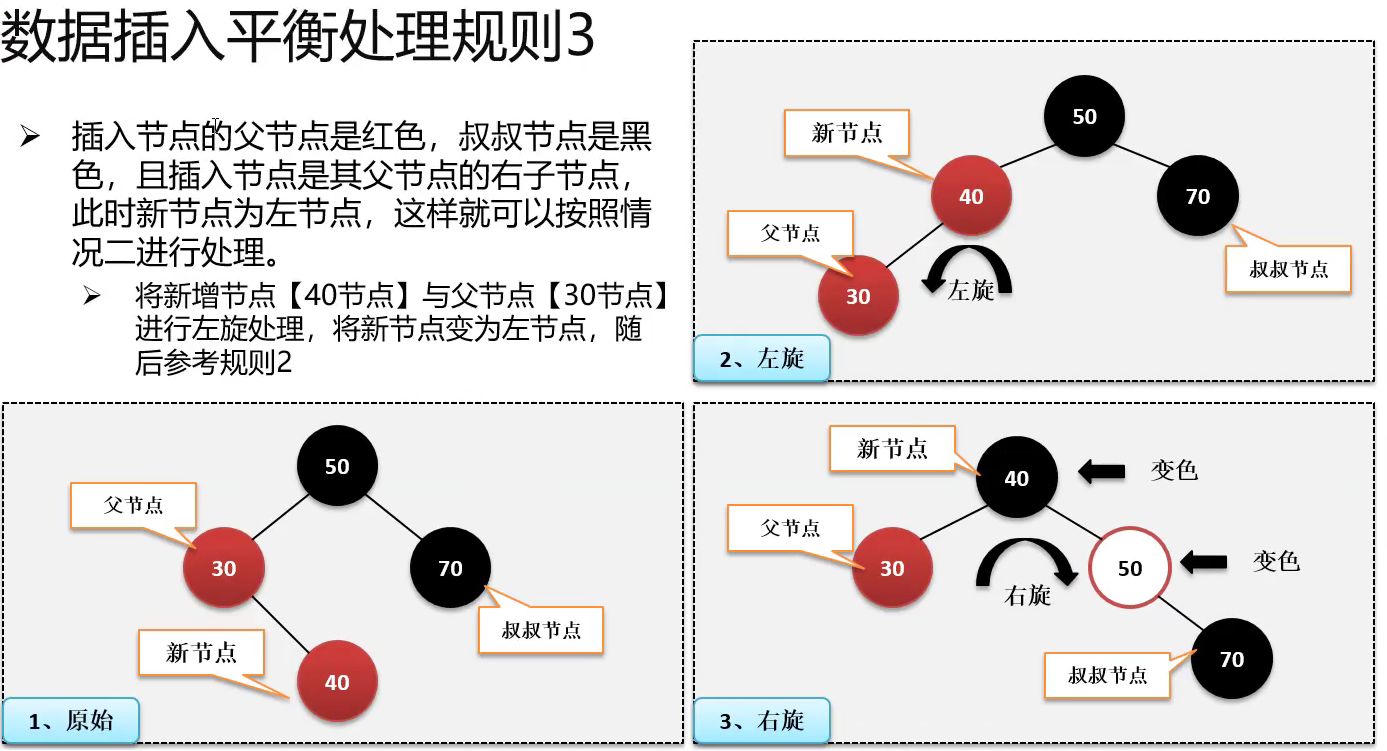 数据插入平衡处理规则3
插入节点的父节点是红色，叔叔节点是黑
色，且插入节点是其父节点的右子节点，
此时新节点为左节点，这样就可以按照情
况二进行处理。
将新增节点【40节点】与父节点【30节点】
进行左旋处理，将新节点变为左节点，随
后参考规则2
50
新节点
40
70
父节点
叔叔节点
30
左旋
2、左旋
50
父节点
30
70
叔叔节点
新节点
40
1、原始
新节点
40
变色
父节点
30
50
变色
右旋
70
叔叔节点
3、右旋